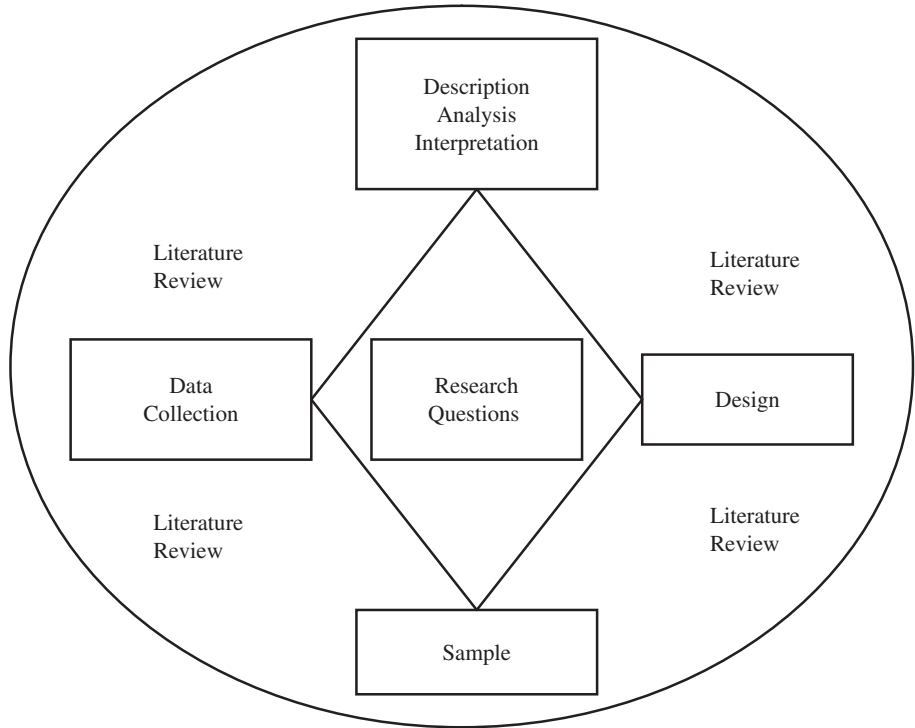 Description
Analysis
Interpretation
Literature
Review
Literature
Review
Data
Collection
Research
Questions
Design
Literature
Review
Literature
Review
Sample